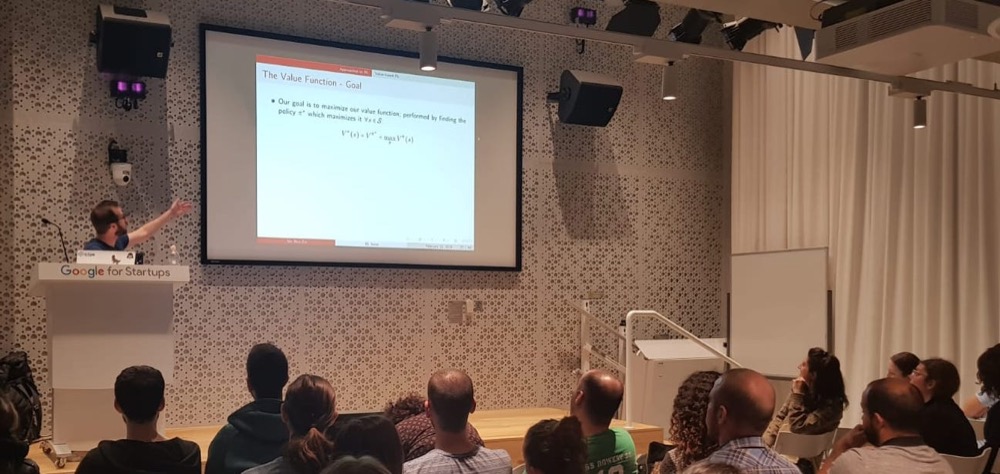 The Value Function - Goal
Our goal is to maximize our value function, performed by finding the
policy π* which maximizes it ∀s ∈ S
V*(s) = V^π* = max_π V^π(s)
Google for Startups